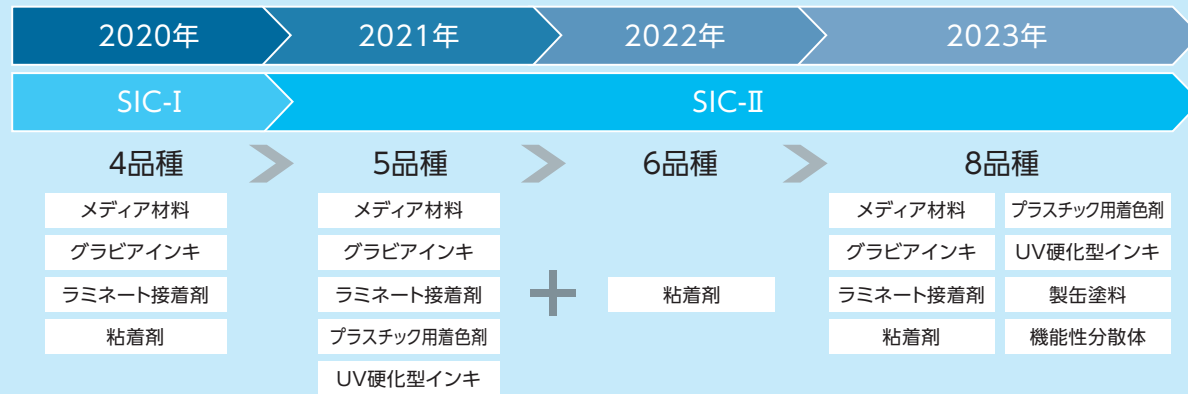 2020年
2021年
2022年
2023年
SIC-I
SIC-Ⅱ
4品種
メディア材料
グラビアインキ
ラミネート接着剤
粘着剤
5品種
メディア材料
グラビアインキ
ラミネート接着剤
プラスチック用着色剤
UV硬化型インキ
6品種
粘着剤
8品種
メディア材料
グラビアインキ
ラミネート接着剤
粘着剤
プラスチック用着色剤
UV硬化型インキ
製缶塗料
機能性分散体